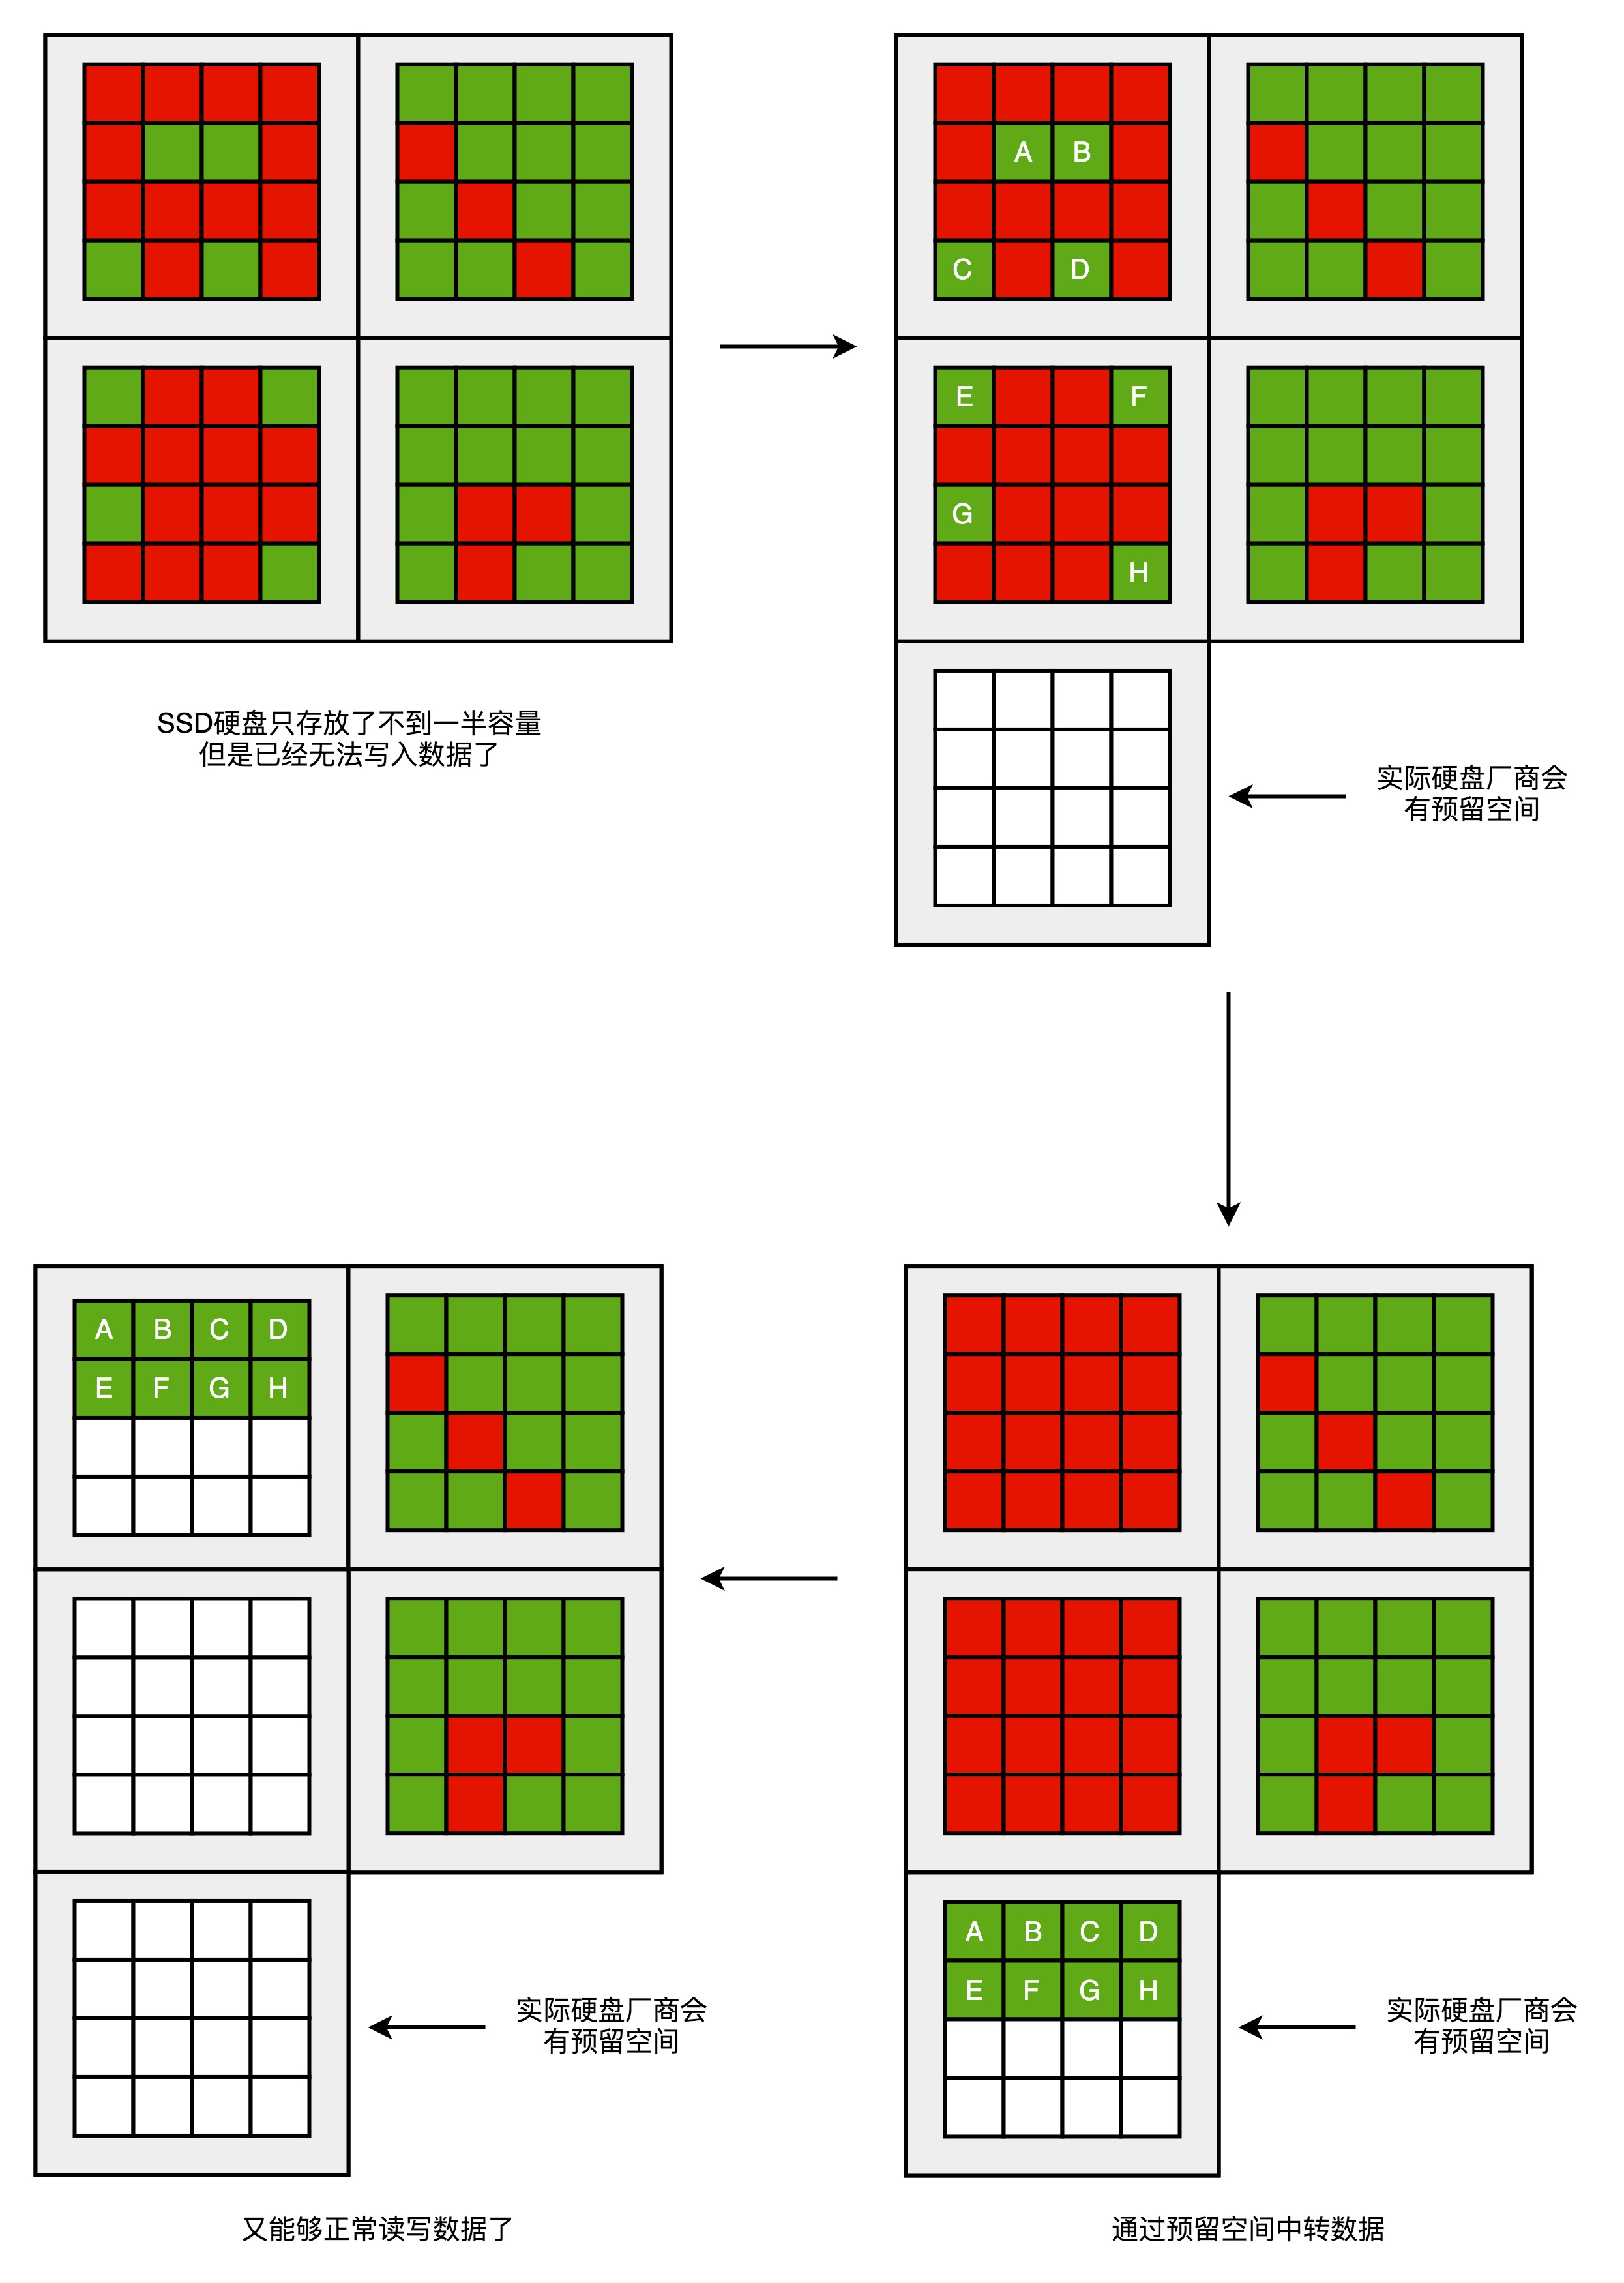 A B
C D
E F
G
H
SSD硬盘只存放了不到一半容量
但是已经无法写入数据了
实际硬盘厂商会
有预留空间
A B C D
E F G H
实际硬盘厂商会
有预留空间
又能够正常读写数据了
A B C D
E F G H
实际硬盘厂商会
有预留空间
通过预留空间中转数据